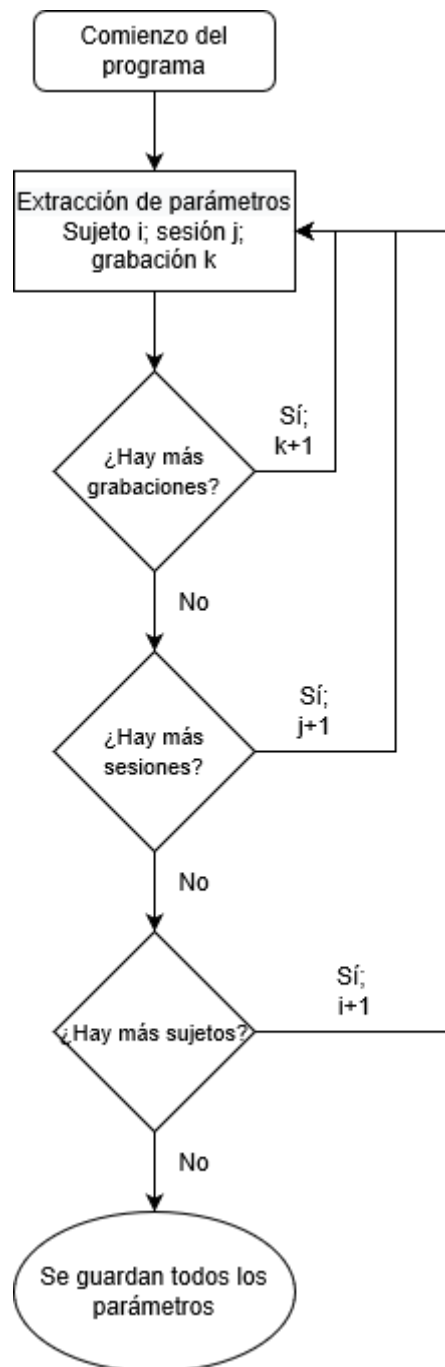 Comienzo del
programa
Extracción de parámetros
Sujeto i; sesión j;
grabación k
¿Hay más
grabaciones?
Sí;
k+1
No
¿Hay más
sesiones?
Sí;
j+1
No
¿Hay más sujetos?
Sí;
i+1
No
Se guardan todos los
parámetros